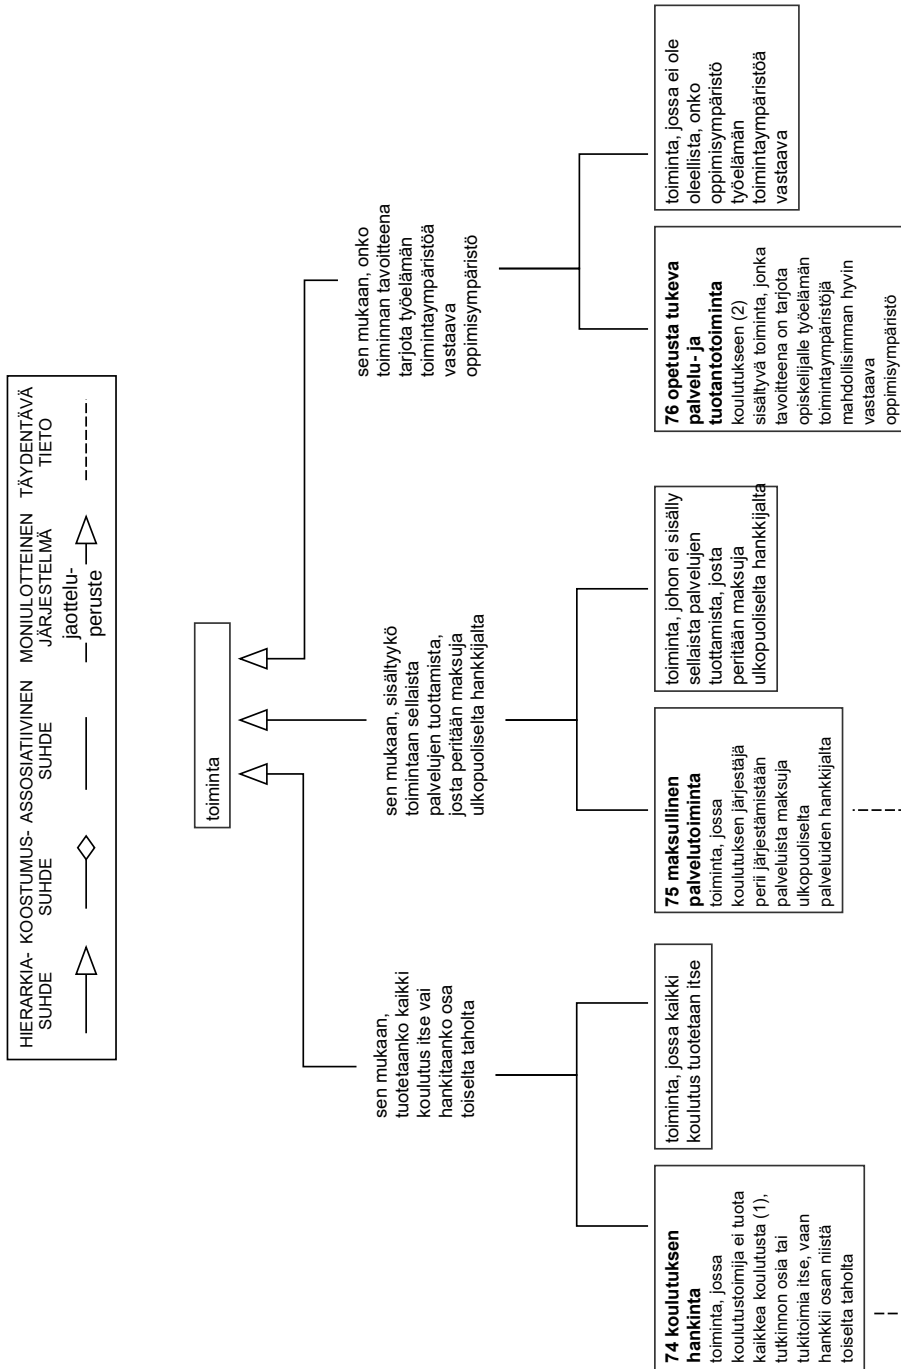 HIERARKIA-
SUHDE
KOOSTUMUS-
SUHDE
ASSOSIATIIVINEN
SUHDE
MONIULOTTEINEN
JÄRJESTELMÄ
jaottelu-
peruste
TÄYDENTÄVÄ
TIETO
toiminta
sen mukaan,
tuotetaanko kaikki
koulutus itse vai
hankitaanko osa
toiselta taholta
sen mukaan, sisältyykö
toimintaan sellaista
palvelujen tuottamista,
josta peritään maksuja
ulkopuoliselta hankkijalta
sen mukaan, onko
toiminnan tavoitteena
tarjota työelämän
toimintaympäristöä
vastaava
oppimisympäristö
74 koulutuksen
hankinta
toiminta, jossa
koulutustoimija ei tuota
kaikkea koulutusta (1),
tutkinnon osia tai
tukitoimia itse, vaan
hankkii osan niistä
toiselta taholta
toiminta, jossa kaikki
koulutus tuotetaan itse
75 maksullinen
palvelutoiminta
toiminta, jossa
koulutuksen järjestäjä
perii järjestämistään
palveluista maksuja
ulkopuoliselta
palveluiden hankkijalta
toiminta, johon ei sisälly
sellaista palvelujen
tuottamista, josta
peritään maksuja
ulkopuoliselta hankkijalta
76 opetusta tukeva
palvelu- ja
tuotantotoiminta
koulutukseen (2)
sisältyvä toiminta, jonka
tavoitteena on tarjota
opiskelijalle työelämän
toimintaympäristöjä
mahdollisimman hyvin
vastaava
oppimisympäristö
toiminta, jossa ei ole
oleellista, onko
oppimisympäristö
työelämän
toimintaympäristöä
vastaava